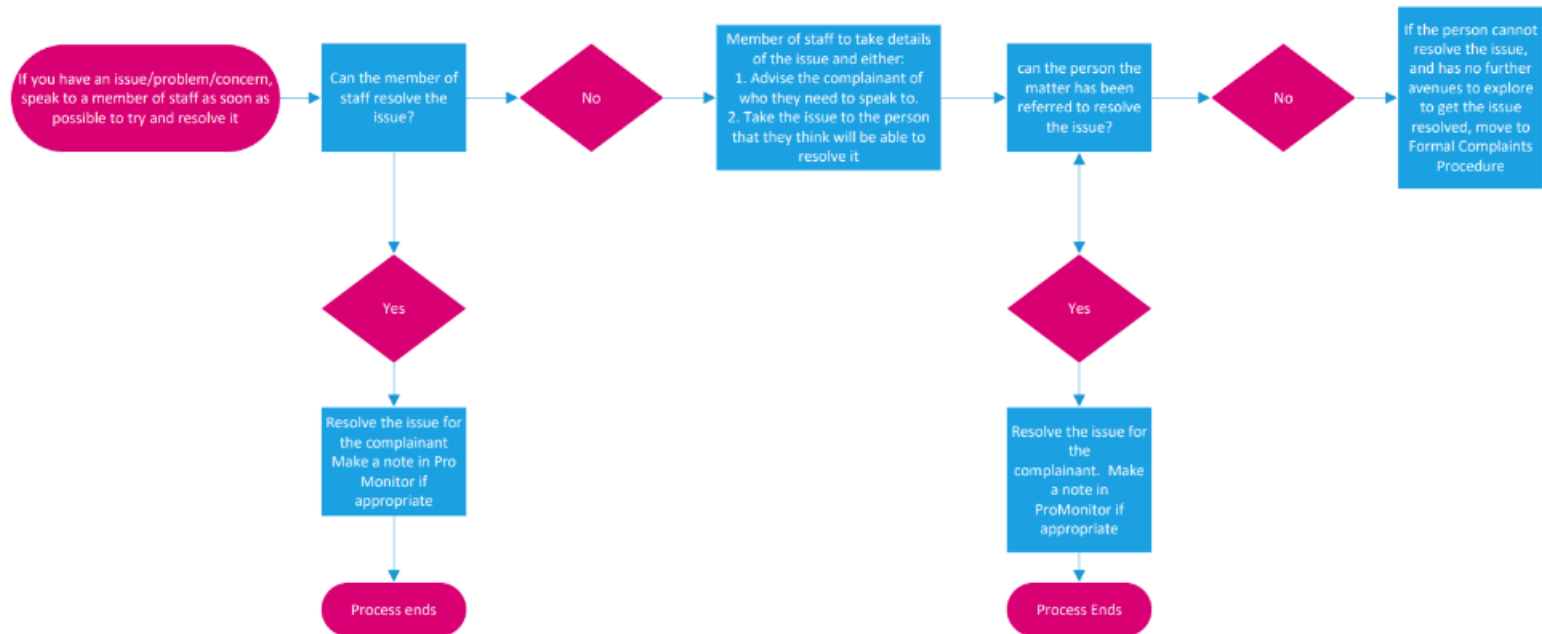 If you have an issue/problem/concern,
speak to a member of staff as soon as
possible to try and resolve it
Can the member of
staff resolve the
issue?
No
Member of staff to take details
of the issue and either:
1. Advise the complainant of
who they need to speak to.
2. Take the issue to the person
that they think will be able to
resolve it
can the person the
matter has been
referred to resolve
the issue?
No
If the person cannot
resolve the issue,
and has no further
avenues to explore
to get the issue
resolved, move to
Formal Complaints
Procedure
Yes
Resolve the issue for
the complainant
Make a note in Pro
Monitor if
appropriate
Process ends
Yes
Resolve the issue for
the
complainant.  Make
a note in
ProMonitor if
appropriate
Process Ends